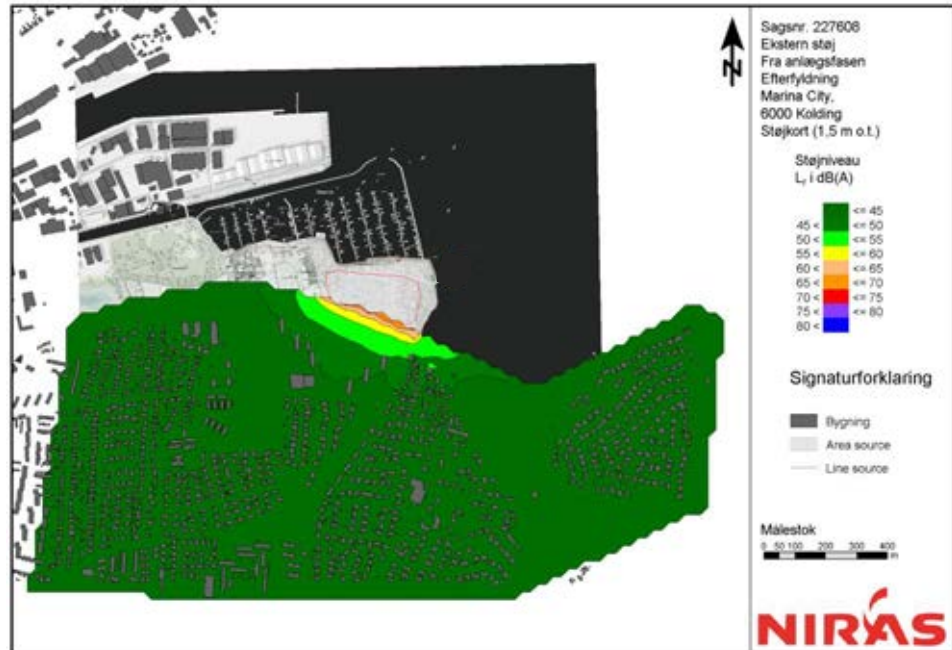 Sagsnr. 227608
Ekstern støj
Fra anlægsfasen
Efterfyldning
Marina City,
6000 Kolding
Støjkort (1,5 m o.t.)
N
Støjniveau
Lr i dB(A)
<= 45
45 < <= 50
50 < <= 55
55 < <= 60
60 < <= 65
65 < <= 70
70 < <= 75
75 < <= 80
80 <
Signaturforklaring
Bygning
Area source
Line source
Målestok
0 50 100 200 300 400
m
NIRAS